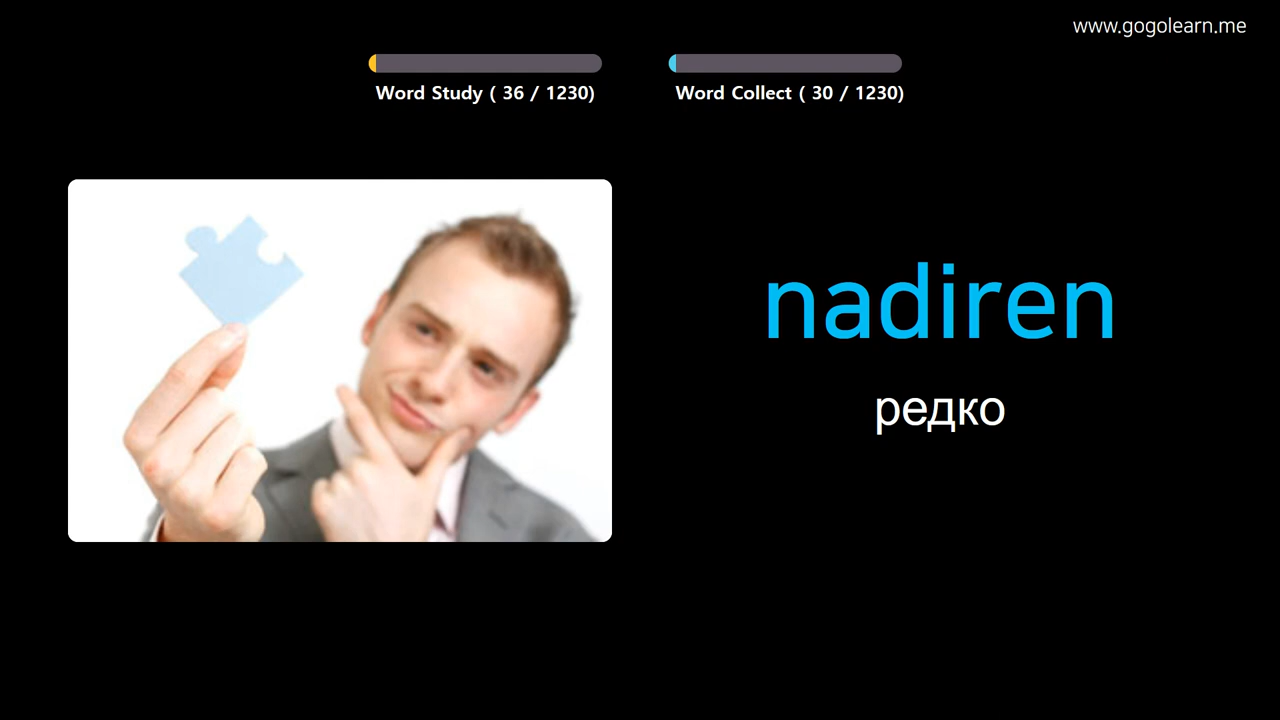 www.gogolearn.me
Word Study ( 36 / 1230)
Word Collect ( 30 / 1230)
nadiren
редко